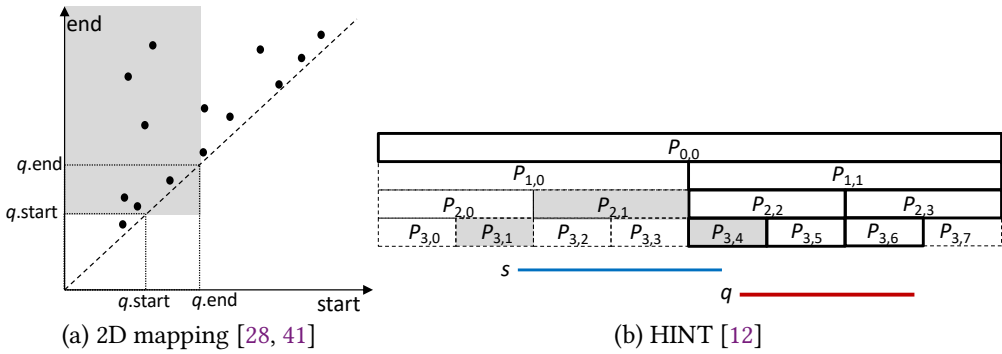 end
q.end
q.start
q.start
q.end
start
(a) 2D mapping [28, 41]
P0,0
P1,0
P1,1
P2,0
P2,1
P2,2
P2,3
P3,0
P3,1
P3,2
P3,3
P3,4
P3,5
P3,6
P3,7
s
q
(b) HINT [12]